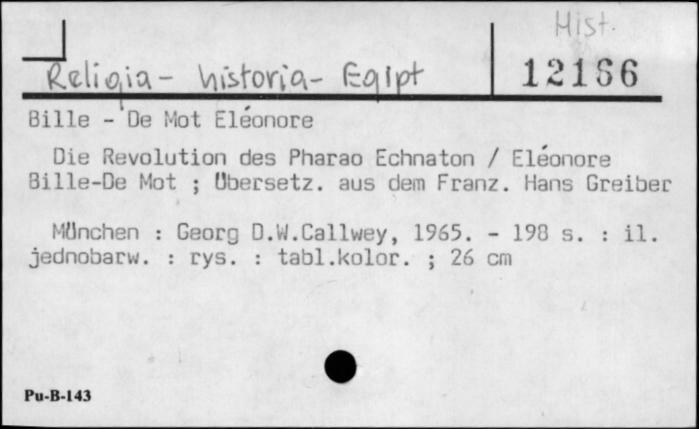 Hist.
Religia - historia - Egipt
12166
Bille - De Mot Eléonore
Die Revolution des Pharao Echnaton / Eléonore
Bille-De Mot ; Übersetz. aus dem Franz. Hans Greiber
München : Georg D.W.Callwey, 1965. - 198 s. : il.
jednobarw. : rys. : tabl.kolor. ; 26 cm
Pu-B-143